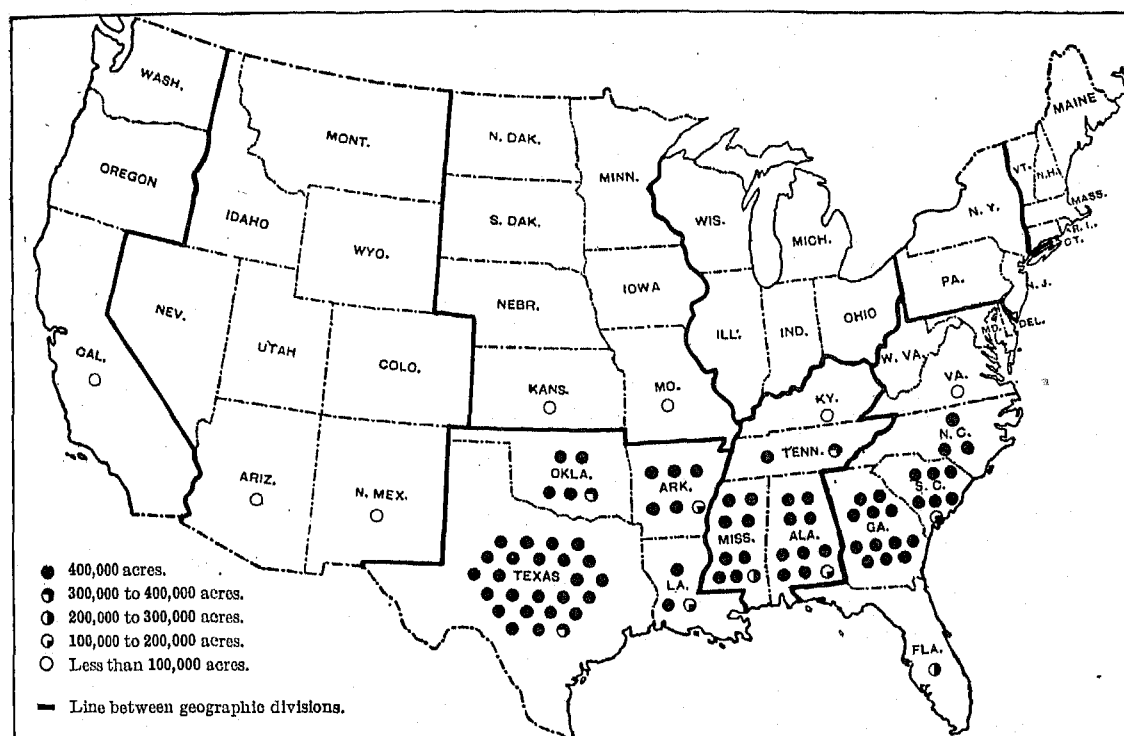 WASH.
MAINE
MONT.
N. DAK.
MINN.
OREGON
VT.
N.H.
IDAHO
S. DAK.
WIS.
MASS.
WYO.
MICH.
N. Y.
R. I.
CT.
NEBR.
IOWA
PA.
N. J.
NEV.
UTAH
COLO.
ILL.
IND.
OHIO
MD.
DEL.
W. VA.
CAL.
KANS.
MO.
KY.
VA.
TENN.
N. C.
ARIZ.
N. MEX.
OKLA.
ARK.
S. C.
MISS.
ALA.
GA.
TEXAS
LA.
FLA.
400,000 acres.
300,000 to 400,000 acres.
200,000 to 300,000 acres.
100,000 to 200,000 acres.
Less than 100,000 acres.
Line between geographic divisions.